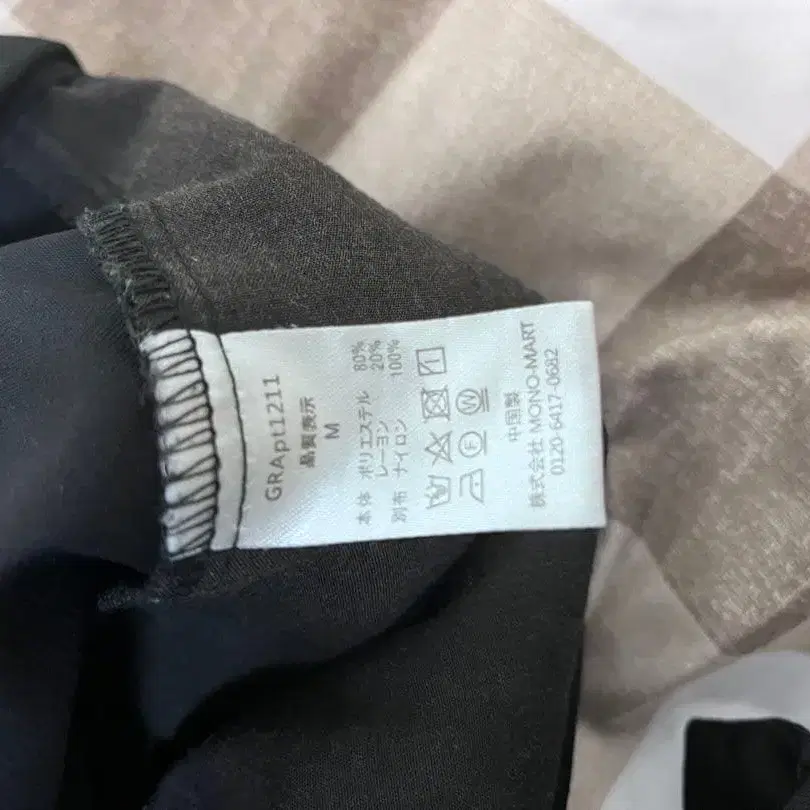 GRApt1211
品質表示
M
本体 ポリエステル 80%
レーヨン 20%
別布 ナイロン 100%
F W
中国製
株式会社 MONO-MART
0120-6417-0682